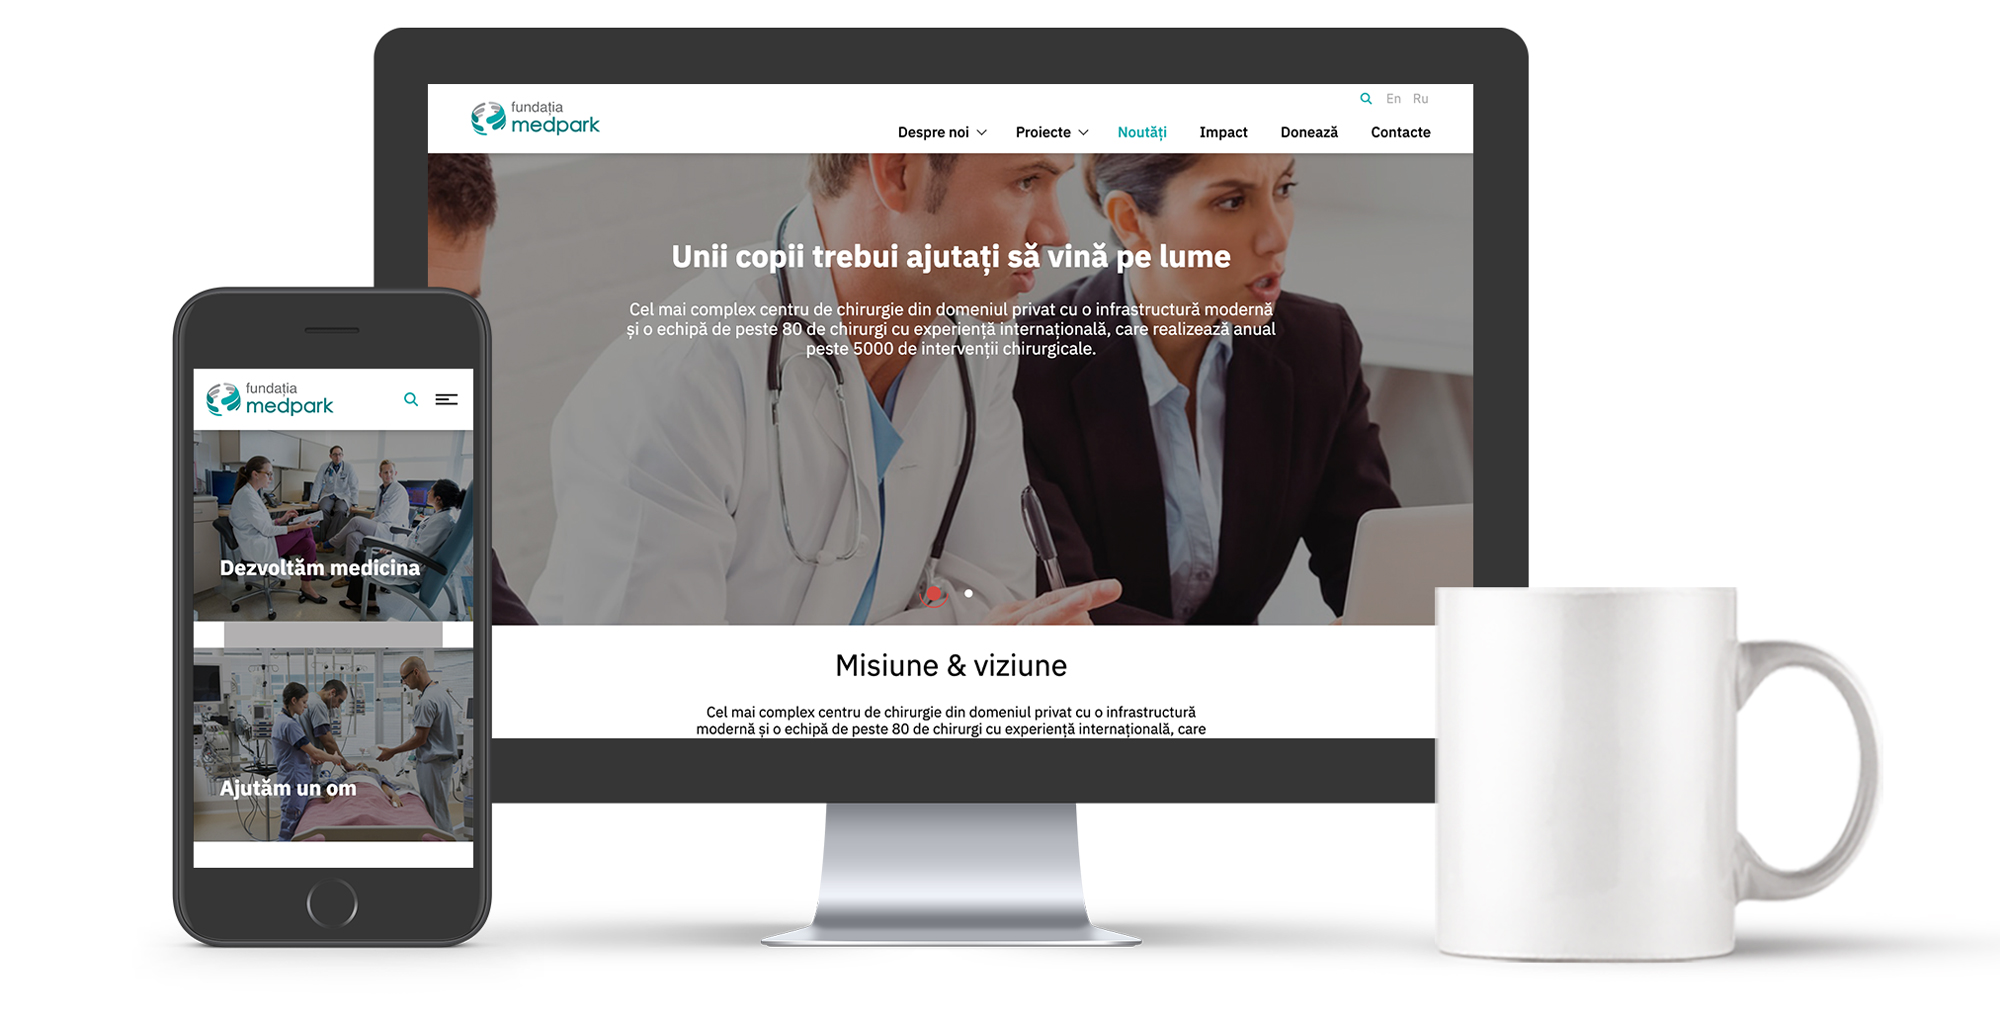 fundația
medpark
En Ru
Despre noi Proiecte Noutăți Impact Donează Contacte
Unii copii trebui ajutați să vină pe lume
Cel mai complex centru de chirurgie din domeniul privat cu o infrastructură modernă
și o echipă de peste 80 de chirurgi cu experiență internațională, care realizează anual
peste 5000 de intervenții chirurgicale.
Misiune & viziune
Cel mai complex centru de chirurgie din domeniul privat cu o infrastructură
modernă și o echipă de peste 80 de chirurgi cu experiență internațională, care
fundația
medpark
Dezvoltăm medicina
Ajutăm un om